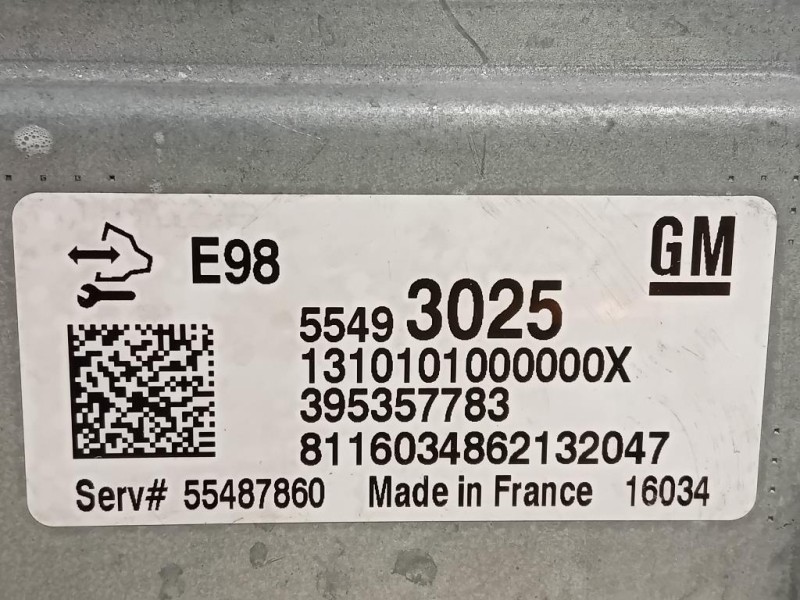 E98
GM
5549 3025
1310101000000X
395357783
8116034862132047
Serv# 55487860 Made in France 16034